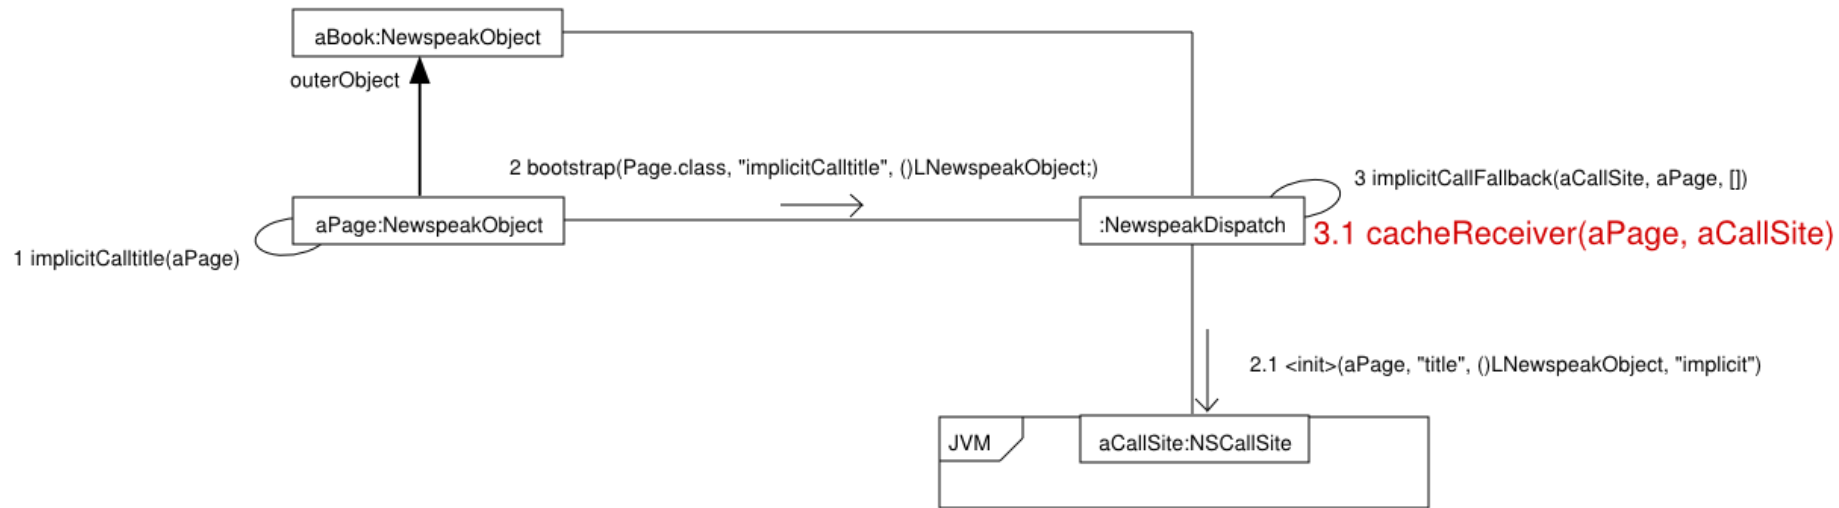 aBook:NewspeakObject
outerObject
2 bootstrap(Page.class, "implicitCalltitle", ()LNewspeakObject;)
3 implicitCallFallback(aCallSite, aPage, [])
aPage:NewspeakObject
:NewspeakDispatch
3.1 cacheReceiver(aPage, aCallSite)
1 implicitCalltitle(aPage)
2.1 <init>(aPage, "title", ()LNewspeakObject, "implicit")
JVM
aCallSite:NSCallSite